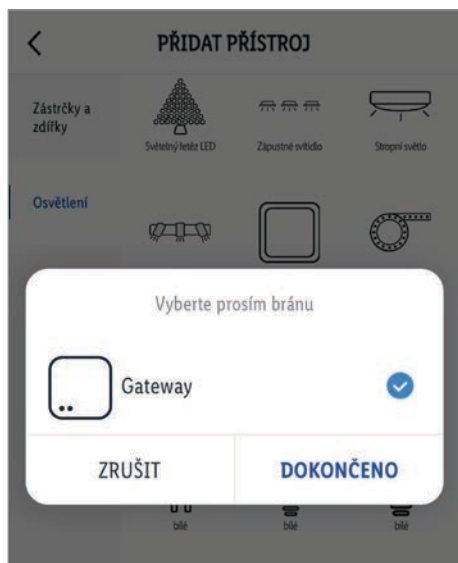 PŘIDAT PŘÍSTROJ
Zástrčky a
zdířky
Světelný řetěz LED
Zápustné svítidlo
Stropní světlo
Osvětlení
Vyberte prosím bránu
Gateway
ZRUŠIT
DOKONČENO
bílé
bílé
bílé